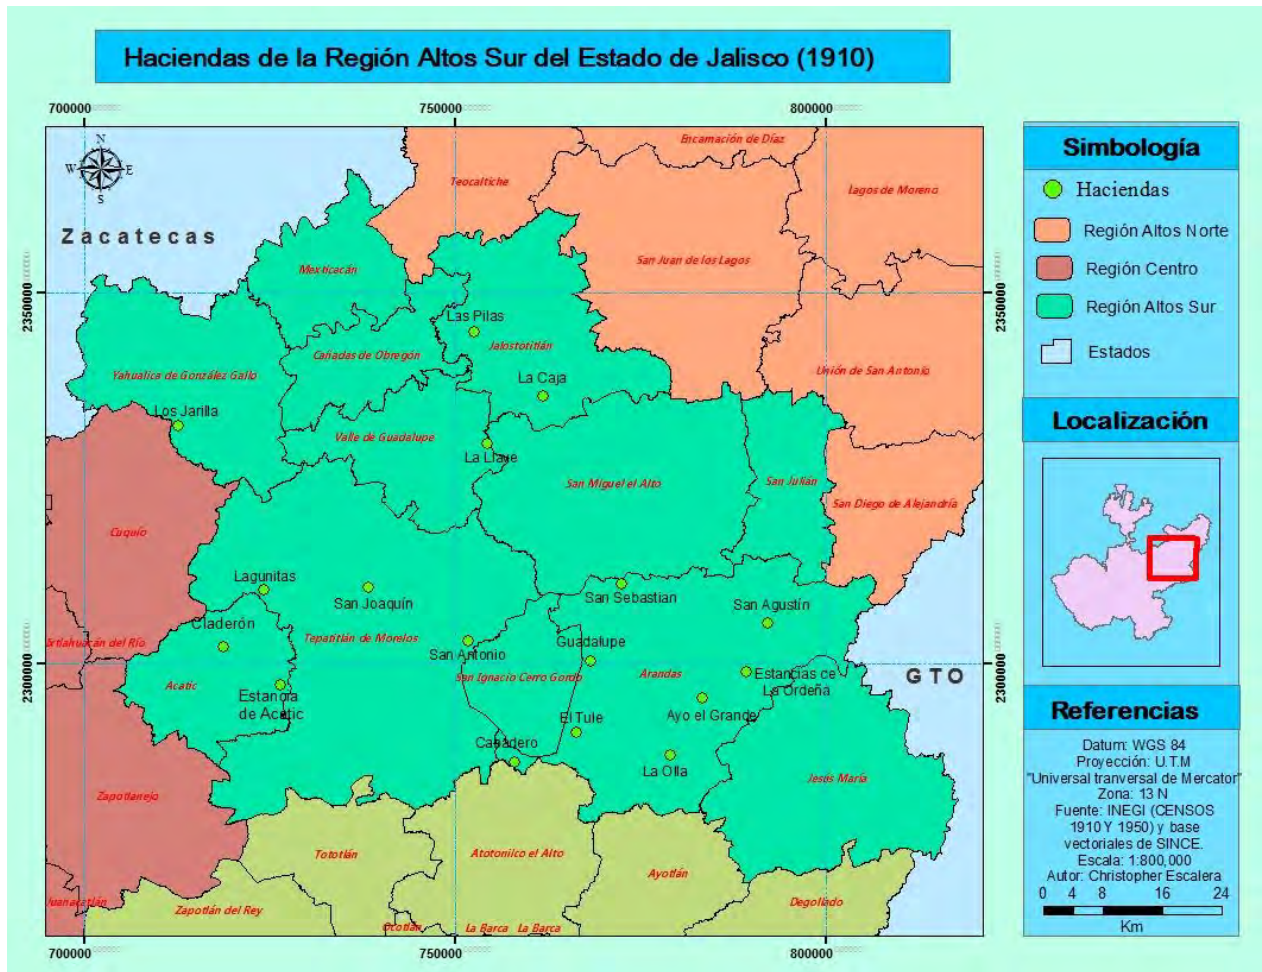 Haciendas de la Región Altos Sur del Estado de Jalisco (1910)
700000
750000
800000
N
W
E
S
Zacatecas
Encarnación de Díaz
Teocaltiche
Lagos de Moreno
San Juan de los Lagos
Mexticacán
2350000
2350000
Las Pilas
Jalostotitlán
Cañadas de Obregón
Yahualica de González Gallo
Unión de San Antonio
La Caja
Los Jarilla
Valle de Guadalupe
La Llave
San Miguel el Alto
San Julián
San Diego de Alejandría
Cuquío
Lagunitas
San Joaquín
San Sebastian
San Agustín
Claderón
Tepatitlán de Morelos
Guadalupe
San Antonio
San Ignacio Cerro Gordo
Arandas
Estancias de
La Ordeña
2300000
2300000
GTO
Acatic
Estancia
de Acatic
El Tule
Ayo el Grande
Cañadero
La Olla
Jesús María
Zapotlanejo
Tototlán
Atotonilco el Alto
Ayotlán
Degollado
Juanacatlán
Zapotlán del Rey
Ocotlán
La Barca
La Barca
700000
750000
800000
Simbología
Haciendas
Región Altos Norte
Región Centro
Región Altos Sur
Estados
Localización
Referencias
Datum: WGS 84
Proyección: U.T.M
"Universal tranversal de Mercator"
Zona: 13 N
Fuente: INEGI (CENSOS
1910 Y 1950) y base
vectoriales de SINCE.
Escala: 1:800,000
Autor: Christopher Escalera
0 4 8 16 24
Km